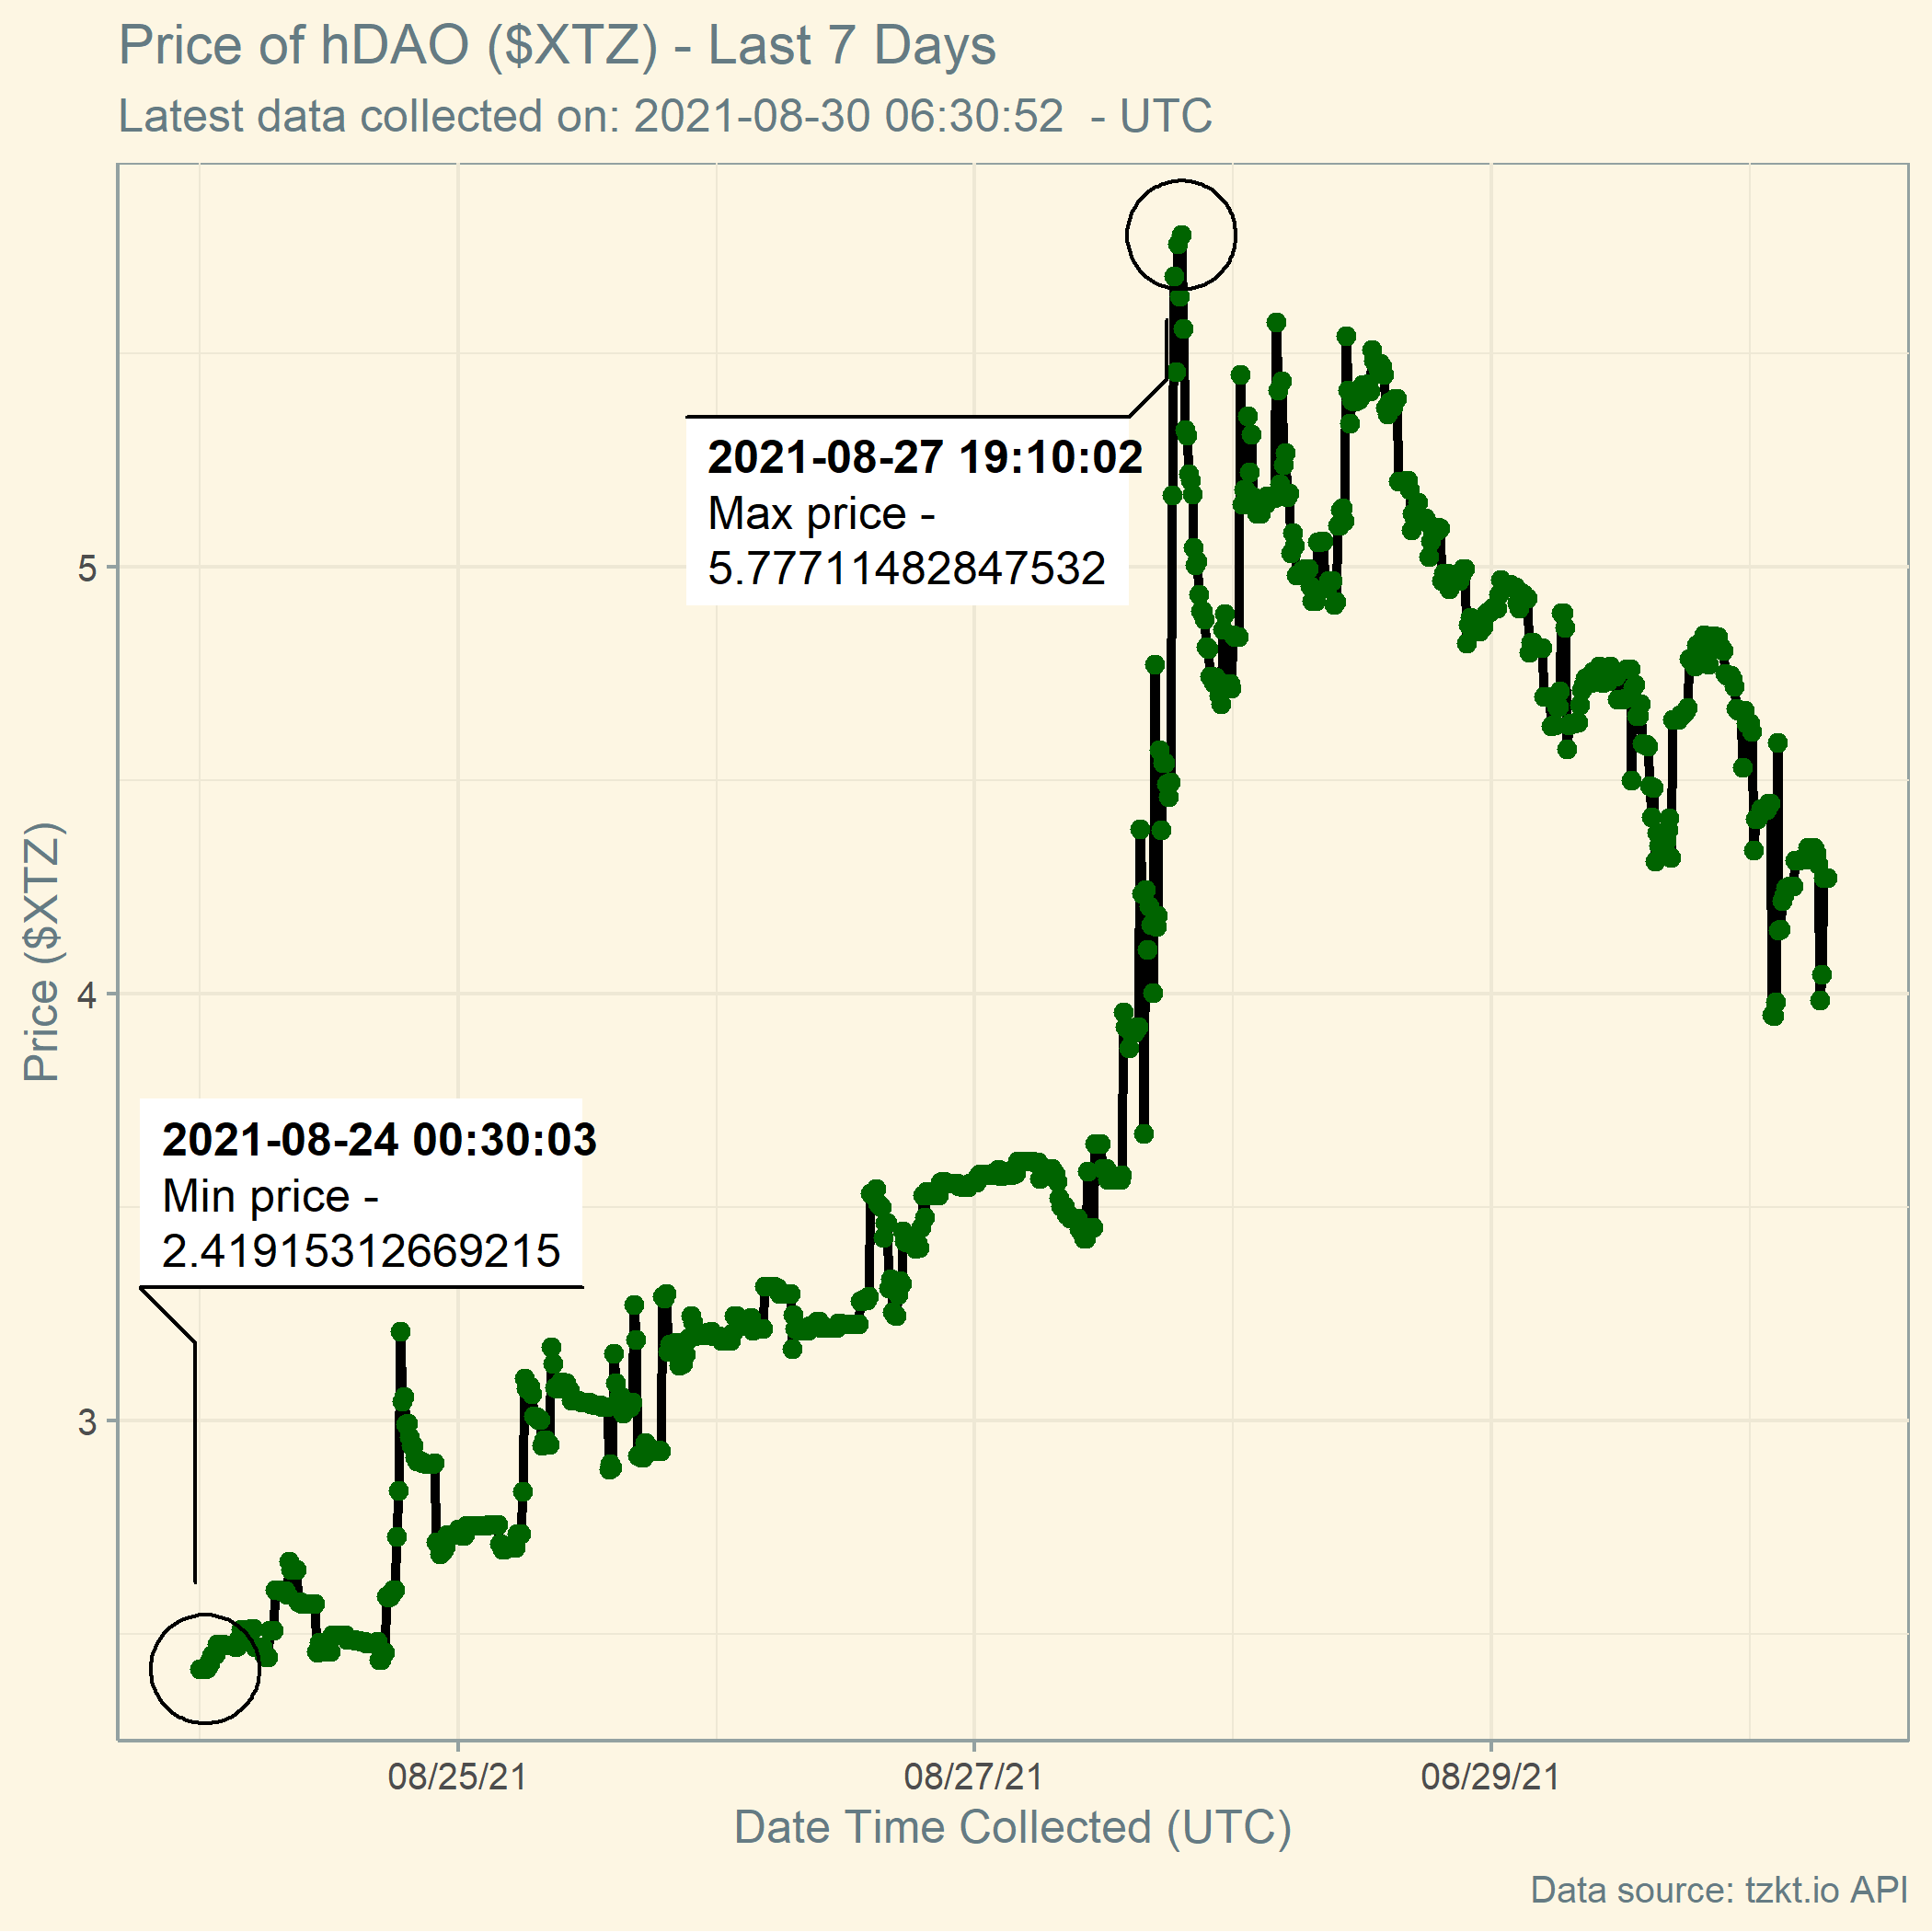 Price of hDAO ($XTZ) - Last 7 Days
Latest data collected on: 2021-08-30 06:30:52  - UTC
2021-08-27 19:10:02
Max price -
5.77711482847532
5
4
Price ($XTZ)
2021-08-24 00:30:03
Min price -
2.41915312669215
3
08/25/21
08/27/21
08/29/21
Date Time Collected (UTC)
Data source: tzkt.io API